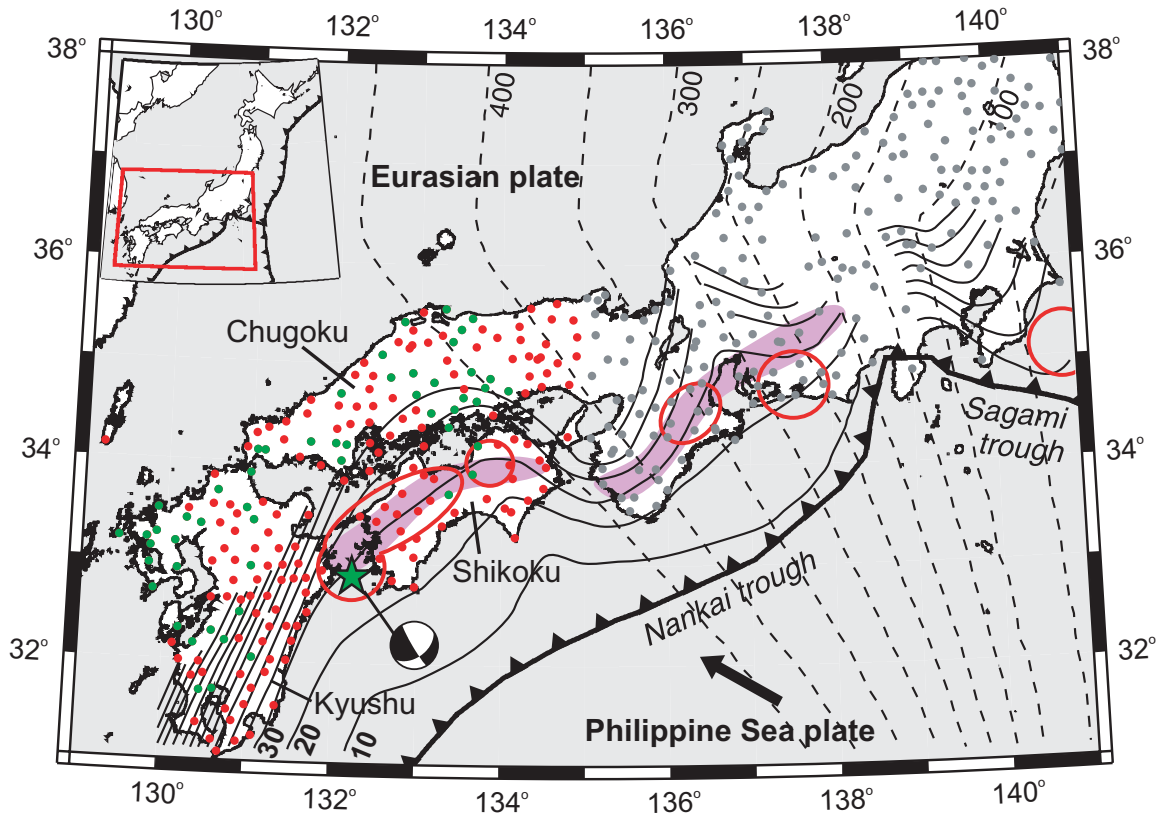 130° 132° 134° 136° 138° 140°
38° 38°
400
300
200
100
Eurasian plate
36° 36°
Chugoku
Sagami
trough
34° 34°
Shikoku
Nankai trough
32° 32°
Kyushu
Philippine Sea plate
30
20
10
130° 132° 134° 136° 138° 140°